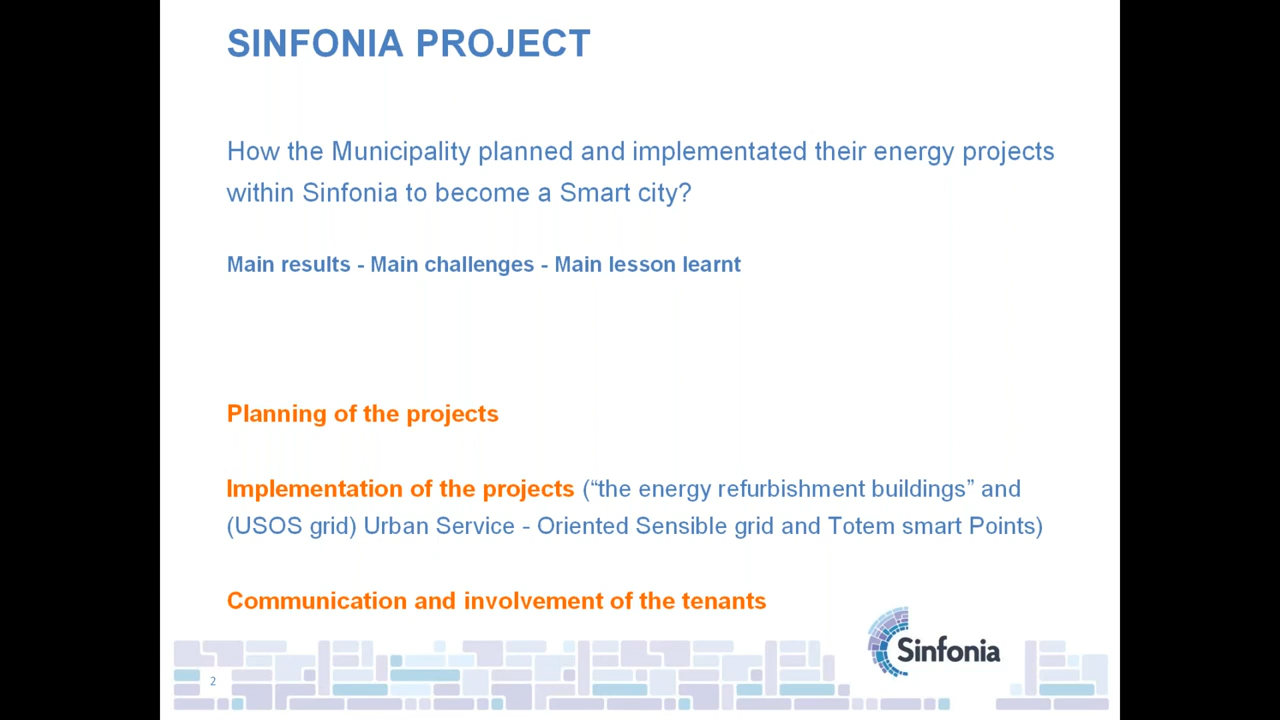 SINFONIA PROJECT
How the Municipality planned and implementated their energy projects
within Sinfonia to become a Smart city?
Main results - Main challenges - Main lesson learnt
Planning of the projects
Implementation of the projects (“the energy refurbishment buildings” and
(USOS grid) Urban Service - Oriented Sensible grid and Totem smart Points)
Communication and involvement of the tenants
Sinfonia
2